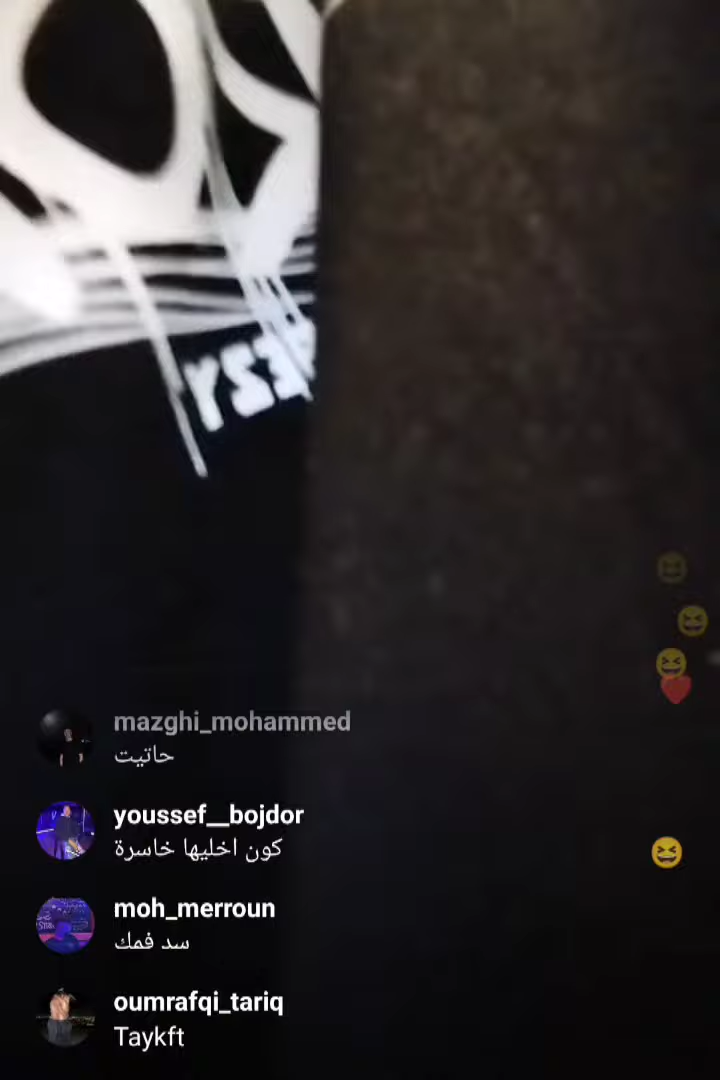 mazghi_mohammed
حاتيت
youssef__bojdor
كون اخليها خاسرة
moh_merroun
سد فمك
oumrafqi_tariq
Taykft